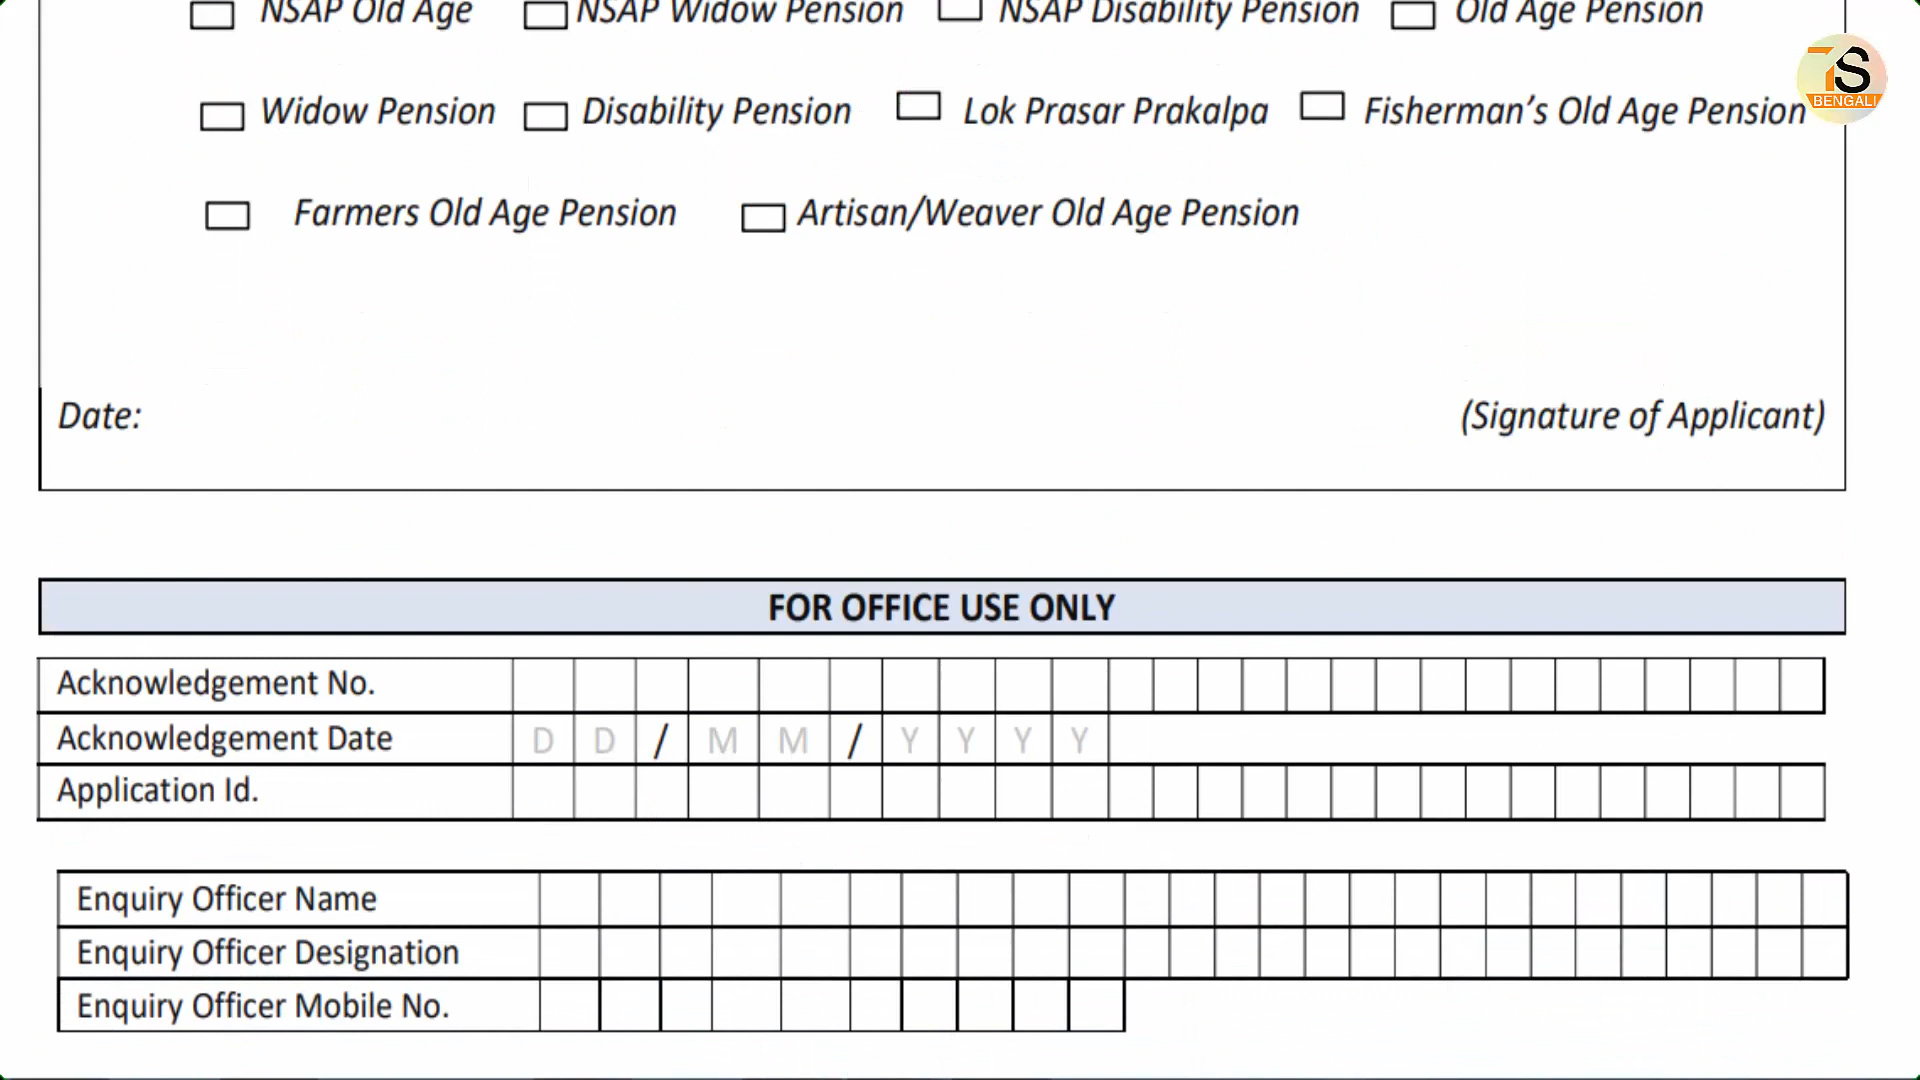 NSAP Old Age NSAP Widow Pension NSAP Disability Pension Old Age Pension
Widow Pension Disability Pension Lok Prasar Prakalpa Fisherman’s Old Age Pension
7S
BENGALI
Farmers Old Age Pension Artisan/Weaver Old Age Pension
Date: (Signature of Applicant)
FOR OFFICE USE ONLY
Acknowledgement No.
Acknowledgement Date D D / M M / Y Y Y Y
Application Id.
Enquiry Officer Name
Enquiry Officer Designation
Enquiry Officer Mobile No.